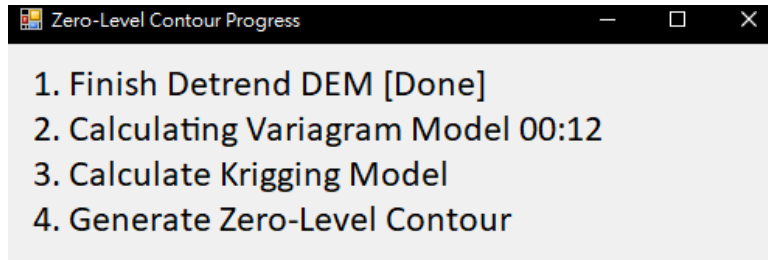 Zero-Level Contour Progress
1. Finish Detrend DEM [Done]
2. Calculating Variagram Model 00:12
3. Calculate Krigging Model
4. Generate Zero-Level Contour